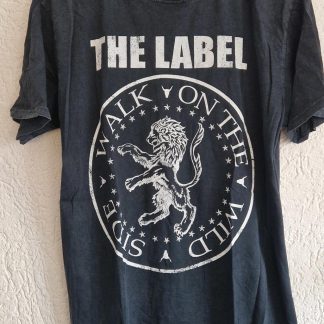 THE LABEL
WALK ON THE WILD SIDE